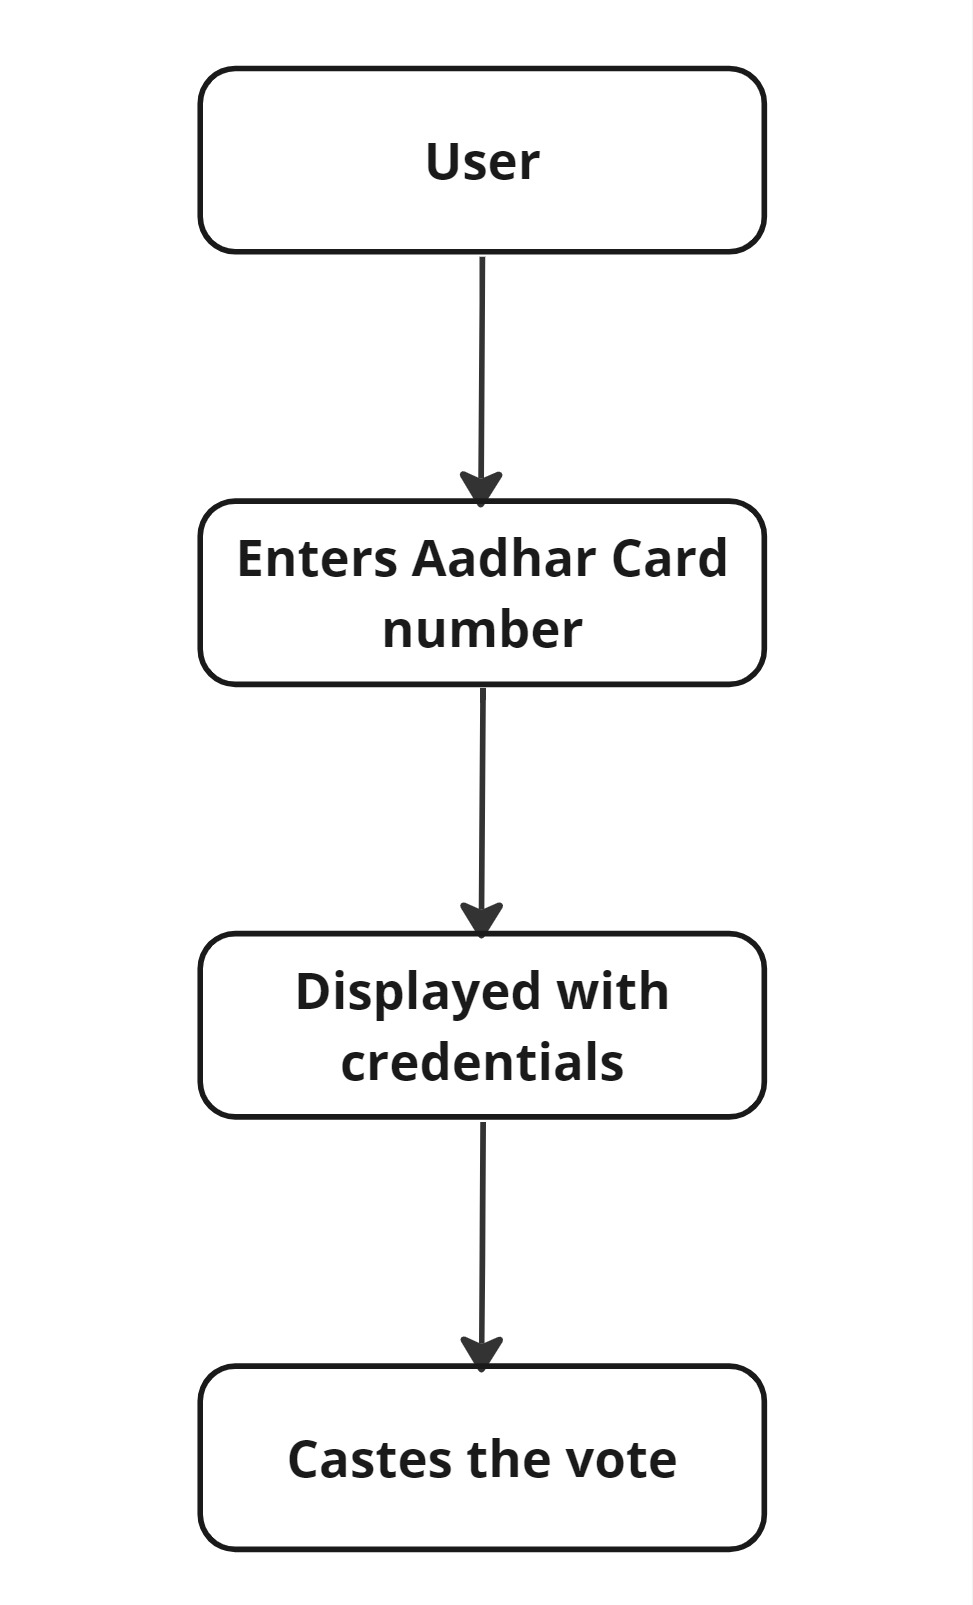 User
Enters Aadhar Card
number
Displayed with
credentials
Castes the vote